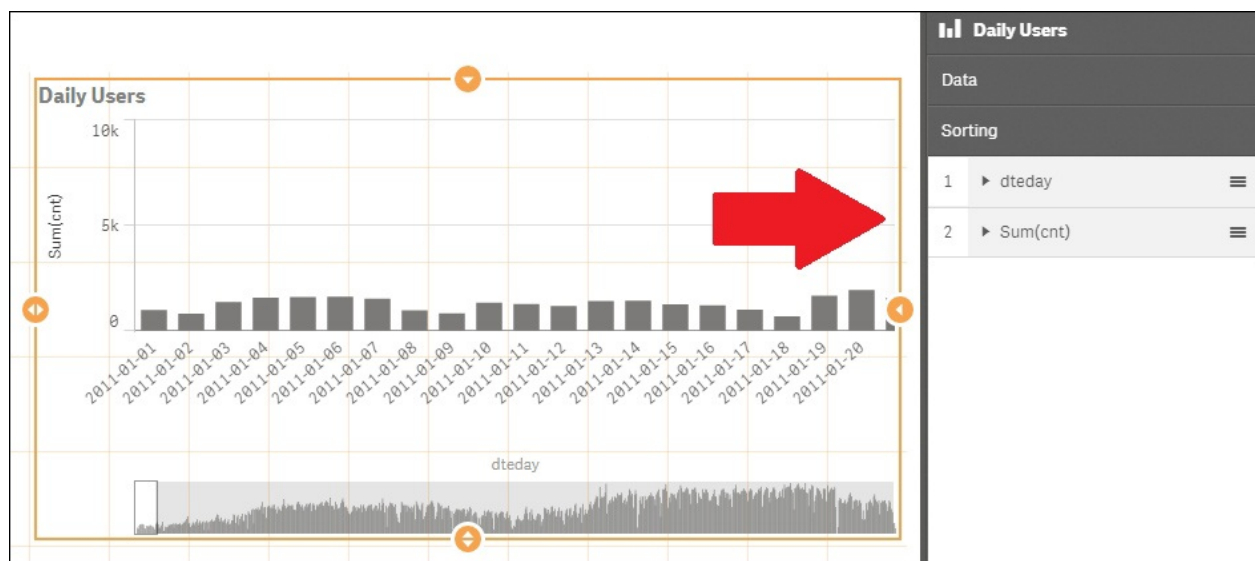 Daily Users
10k
5k
0
Sum(cnt)
2011-01-01
2011-01-02
2011-01-03
2011-01-04
2011-01-05
2011-01-06
2011-01-07
2011-01-08
2011-01-09
2011-01-10
2011-01-11
2011-01-12
2011-01-13
2011-01-14
2011-01-15
2011-01-16
2011-01-17
2011-01-18
2011-01-19
2011-01-20
dteday
Daily Users
Data
Sorting
1 dteday
2 Sum(cnt)